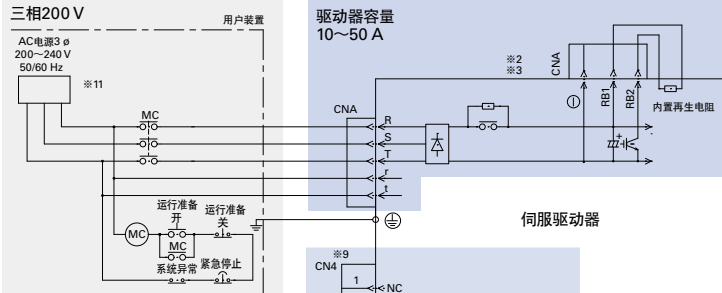 三相200 V
用户装置
AC电源3 ø
200～240 V
50/60 Hz
※11
MC
运行准备
开
运行准备
关
MC
MC
系统异常
紧急停止
驱动器容量
10～50 A
※2
※3
CNA
RB1
RB2
内置再生电阻
CNA
R
S
T
r
t
伺服驱动器
※9
CN4
1
NC